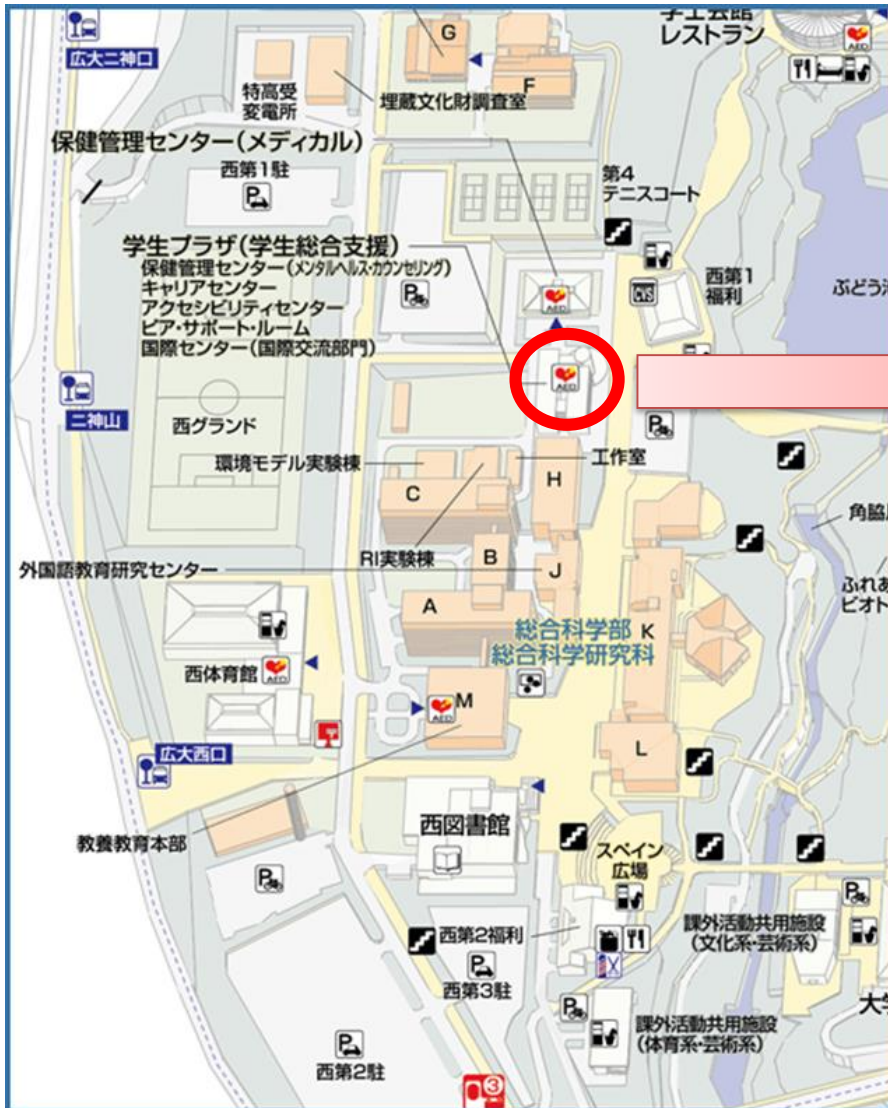 学士会館
レストラン
AED
広大二神口
G
F
特高受
変電所
埋蔵文化財調査室
保健管理センター(メディカル)
西第1駐
P
第4
テニスコート
学生プラザ(学生総合支援)
保健管理センター(メンタルヘルス・カウンセリング)
キャリアセンター
アクセシビリティセンター
ピア・サポート・ルーム
国際センター(国際交流部門)
P
AED
西第1
福利
ぶどう
AED
二神山
西グランド
P
環境モデル実験棟
工作室
C
H
角脇
RI実験棟
B
J
外国語教育研究センター
ふれあ
ビオト
A
総合科学部
総合科学研究科
K
西体育館
AED
M
AED
L
広大西口
西図書館
教養教育本部
スペイン
広場
P
P
西第2福利
課外活動共用施設
(文化系・芸術系)
P
西第3駐
P
大学
課外活動共用施設
(体育系・芸術系)
P
西第2駐
3